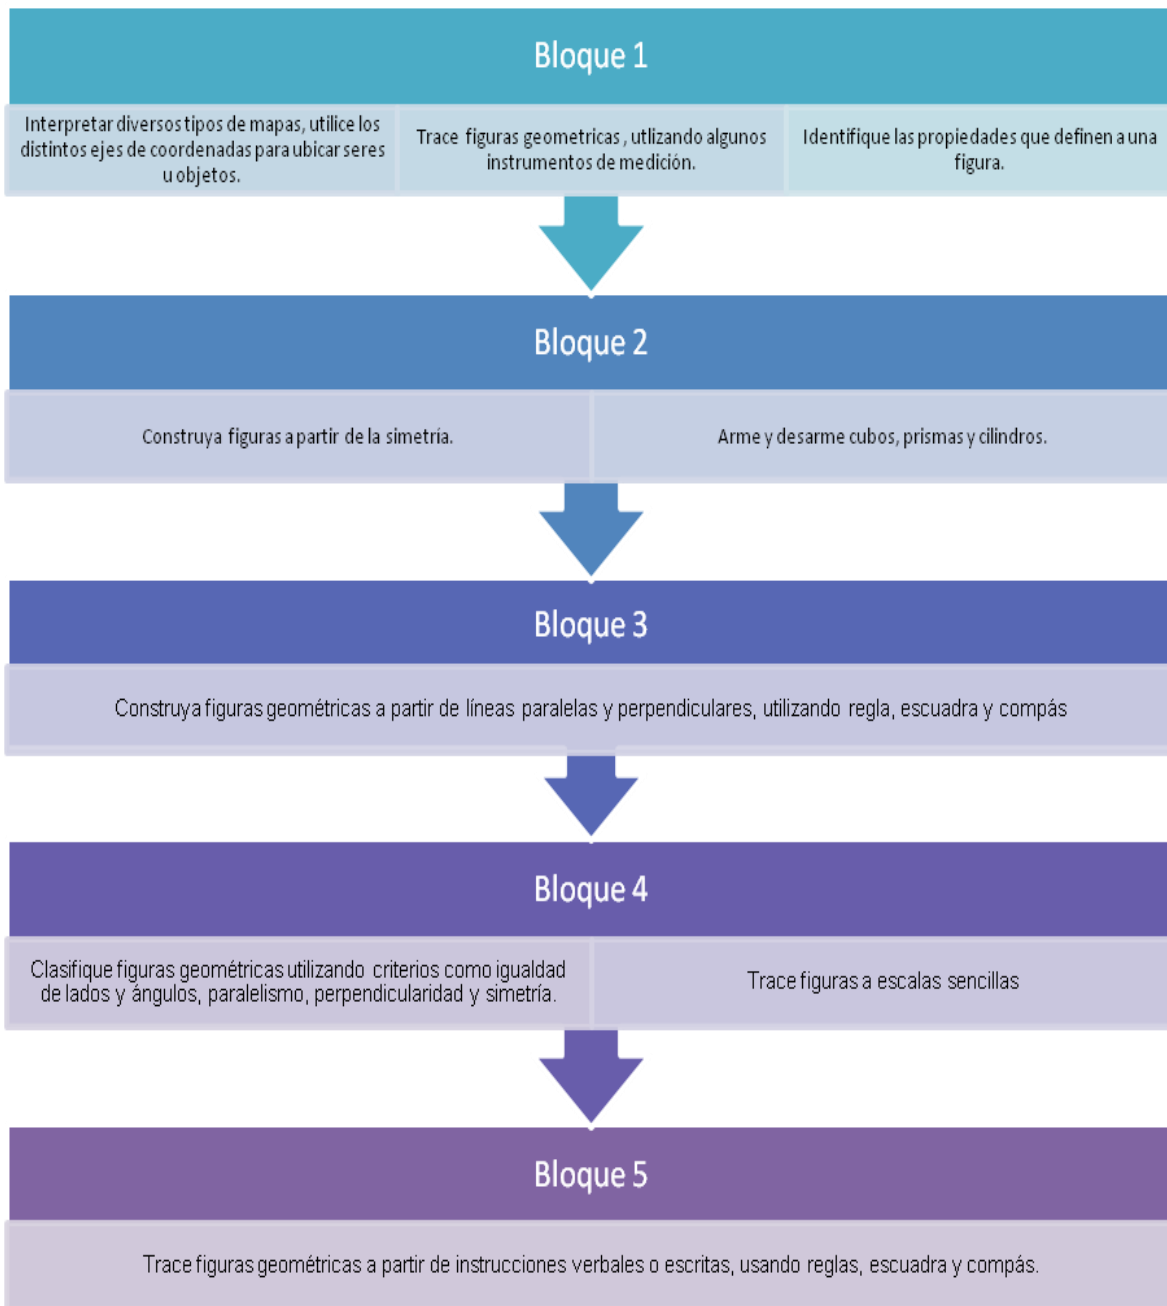 Bloque 1
Interpretar diversos tipos de mapas, utilice los
distintos ejes de coordenadas para ubicar seres
u objetos.
Trace figuras geometricas , utlizando algunos
instrumentos de medición.
Identifique las propiedades que definen a una
figura.
Bloque 2
Construya figuras a partir de la simetría.
Arme y desarme cubos, prismas y cilindros.
Bloque 3
Construya figuras geométricas a partir de líneas paralelas y perpendiculares, utilizando regla, escuadra y compás
Bloque 4
Clasifique figuras geométricas utilizando criterios como igualdad
de lados y ángulos, paralelismo, perpendicularidad y simetría.
Trace figuras a escalas sencillas
Bloque 5
Trace figuras geométricas a partir de instrucciones verbales o escritas, usando reglas, escuadra y compás.